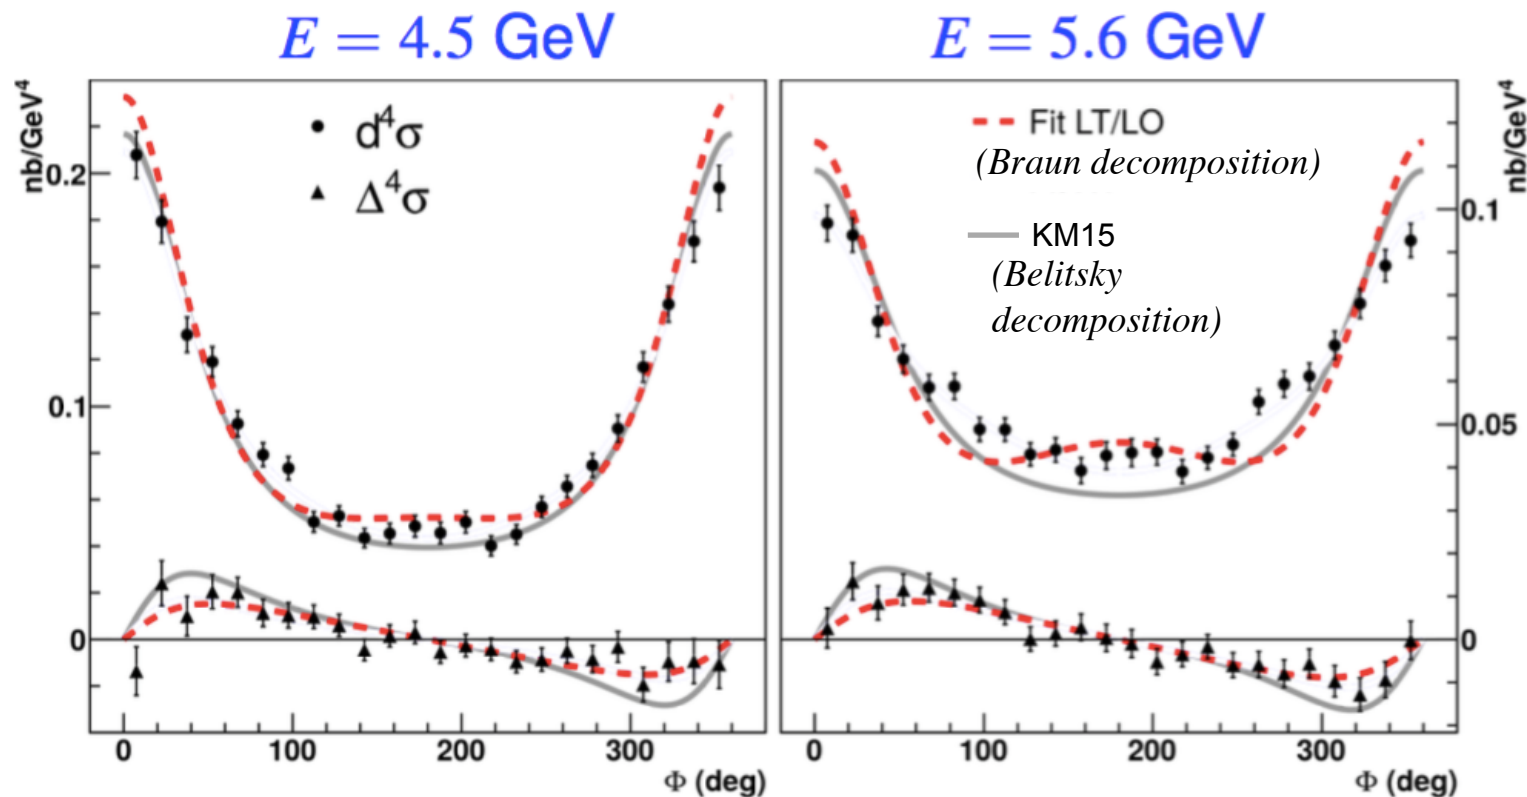 E = 4.5 GeV
E = 5.6 GeV
nb/GeV⁴
0.2
0.1
0
d⁴σ
Δ⁴σ
0 100 200 300
Φ (deg)
Fit LT/LO
(Braun decomposition)
KM15
(Belitsky
decomposition)
nb/GeV⁴
0.1
0.05
0
0 100 200 300
Φ (deg)